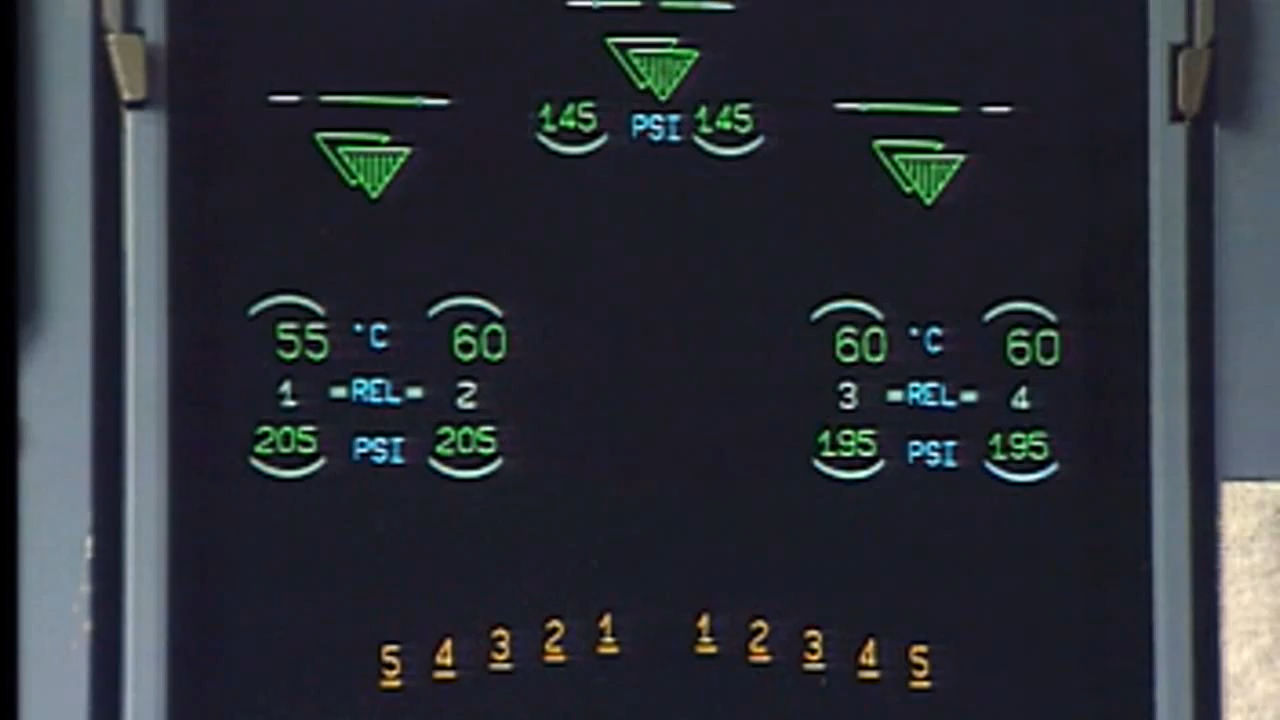 145 PSI 145
55 °C 60 60 °C 60
1 REL 2 3 REL 4
205 PSI 205 195 PSI 195
5 4 3 2 1 1 2 3 4 5